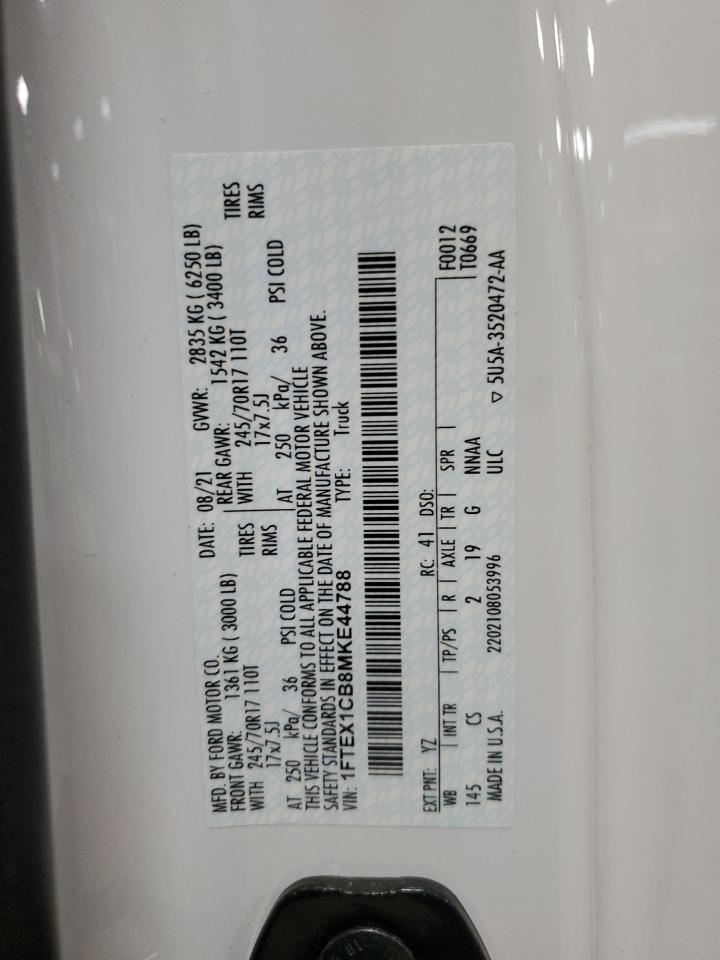 MFD. BY FORD MOTOR CO.
DATE: 08/21 GVWR: 2835 KG ( 6250 LB)
FRONT GAWR: 1361 KG ( 3000 LB) REAR GAWR: 1542 KG ( 3400 LB)
WITH 245/70R17 110T TIRES WITH 245/70R17 110T TIRES
17x7.5J RIMS 17x7.5J RIMS
AT 250 kPa/ 36 PSI COLD AT 250 kPa/ 36 PSI COLD
THIS VEHICLE CONFORMS TO ALL APPLICABLE FEDERAL MOTOR VEHICLE
SAFETY STANDARDS IN EFFECT ON THE DATE OF MANUFACTURE SHOWN ABOVE.
VIN: 1FTEX1CB8MKE44788 TYPE: Truck
EXT PNT: YZ RC: 41 DSO: F0012
WB INT TR TP/PS R AXLE TR SPR T0669
145 CS 2 19 G NNAA
MADE IN U.S.A. 2202108053996 ULC ▽ 5U5A-3520472-AA